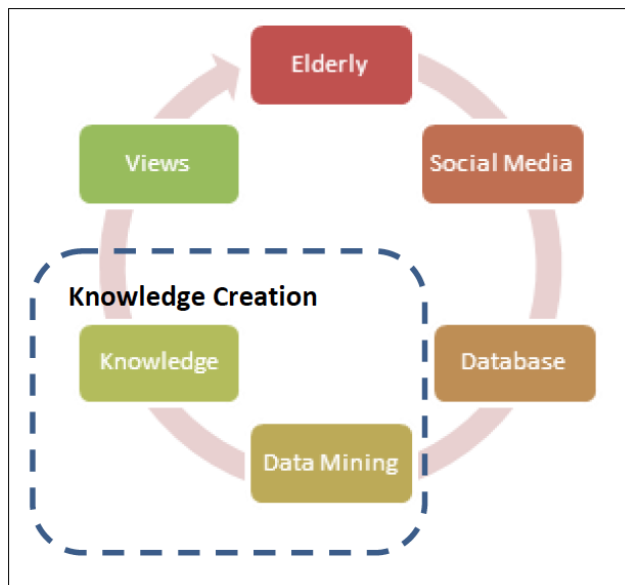 Elderly
Views
Social Media
Knowledge Creation
Knowledge
Database
Data Mining